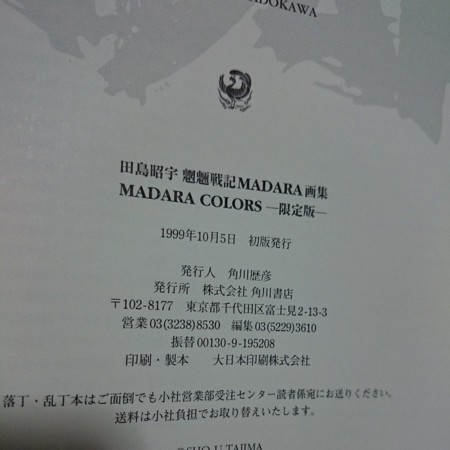 ADOKAWA
田島昭宇 魍魎戦記MADARA画集
MADARA COLORS ―限定版―
1999年10月5日 初版発行
発行人 角川歴彦
発行所 株式会社 角川書店
〒102-8177 東京都千代田区富士見2-13-3
営業03(3238)8530 編集03(5229)3610
振替00130-9-195208
印刷・製本 大日本印刷株式会社
落丁・乱丁本はご面倒でも小社営業部受注センター読者係宛にお送りください。
送料は小社負担でお取り替えいたします。
©SHO-U TAJIMA